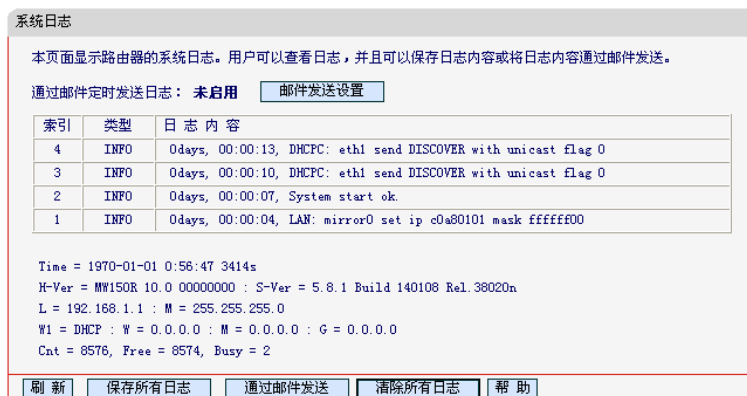 系统日志
本页面显示路由器的系统日志。用户可以查看日志，并且可以保存日志内容或将日志内容通过邮件发送。
通过邮件定时发送日志： 未启用 邮件发送设置
索引 类型 日 志 内 容
4 INFO 0days, 00:00:13, DHCPC: eth1 send DISCOVER with unicast flag 0
3 INFO 0days, 00:00:10, DHCPC: eth1 send DISCOVER with unicast flag 0
2 INFO 0days, 00:00:07, System start ok.
1 INFO 0days, 00:00:04, LAN: mirror0 set ip c0a80101 mask ffffff00
Time = 1970-01-01 0:56:47 3414s
H-Ver = MW150R 10.0 00000000 : S-Ver = 5.8.1 Build 140108 Rel.38020n
L = 192.168.1.1 : M = 255.255.255.0
W1 = DHCP : W = 0.0.0.0 : M = 0.0.0.0 : G = 0.0.0.0
Cnt = 8576, Free = 8574, Busy = 2
刷 新 保存所有日志 通过邮件发送 清除所有日志 帮 助